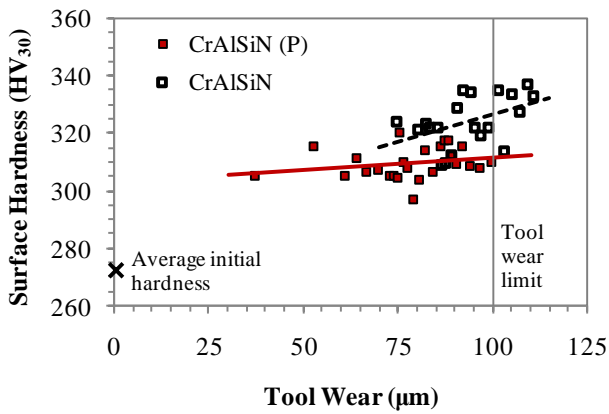 360
340
320
300
280
260
Surface Hardness (HV30)
CrAlSiN (P)
CrAlSiN
Average initial
hardness
Tool
wear
limit
0
25
50
75
100
125
Tool Wear (µm)